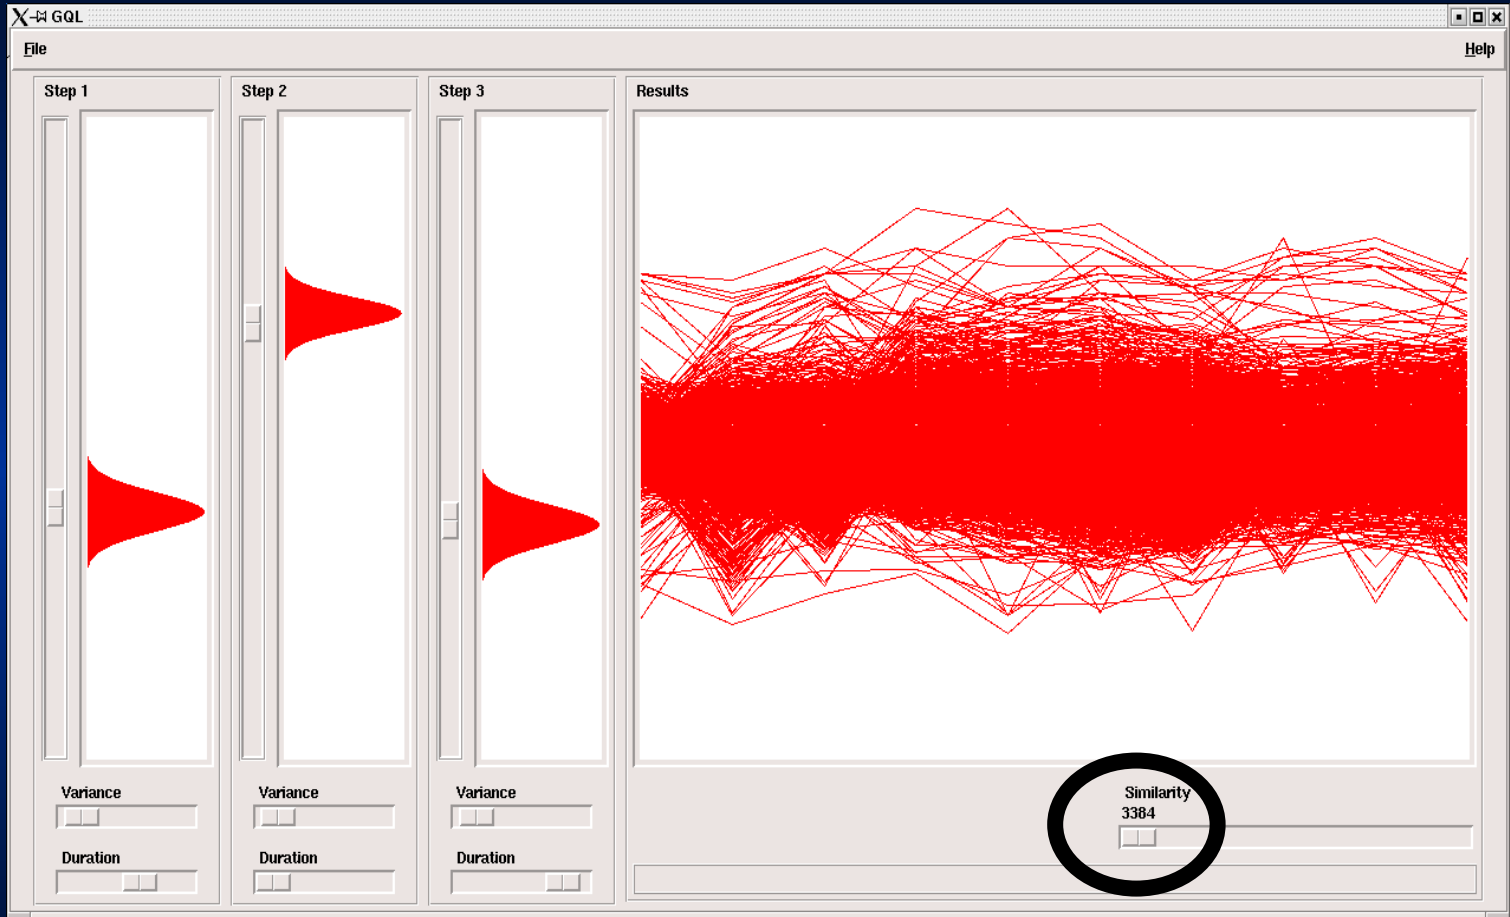 GQL
File Help
Step 1 Step 2 Step 3 Results
Variance Variance Variance Similarity
3384
Duration Duration Duration